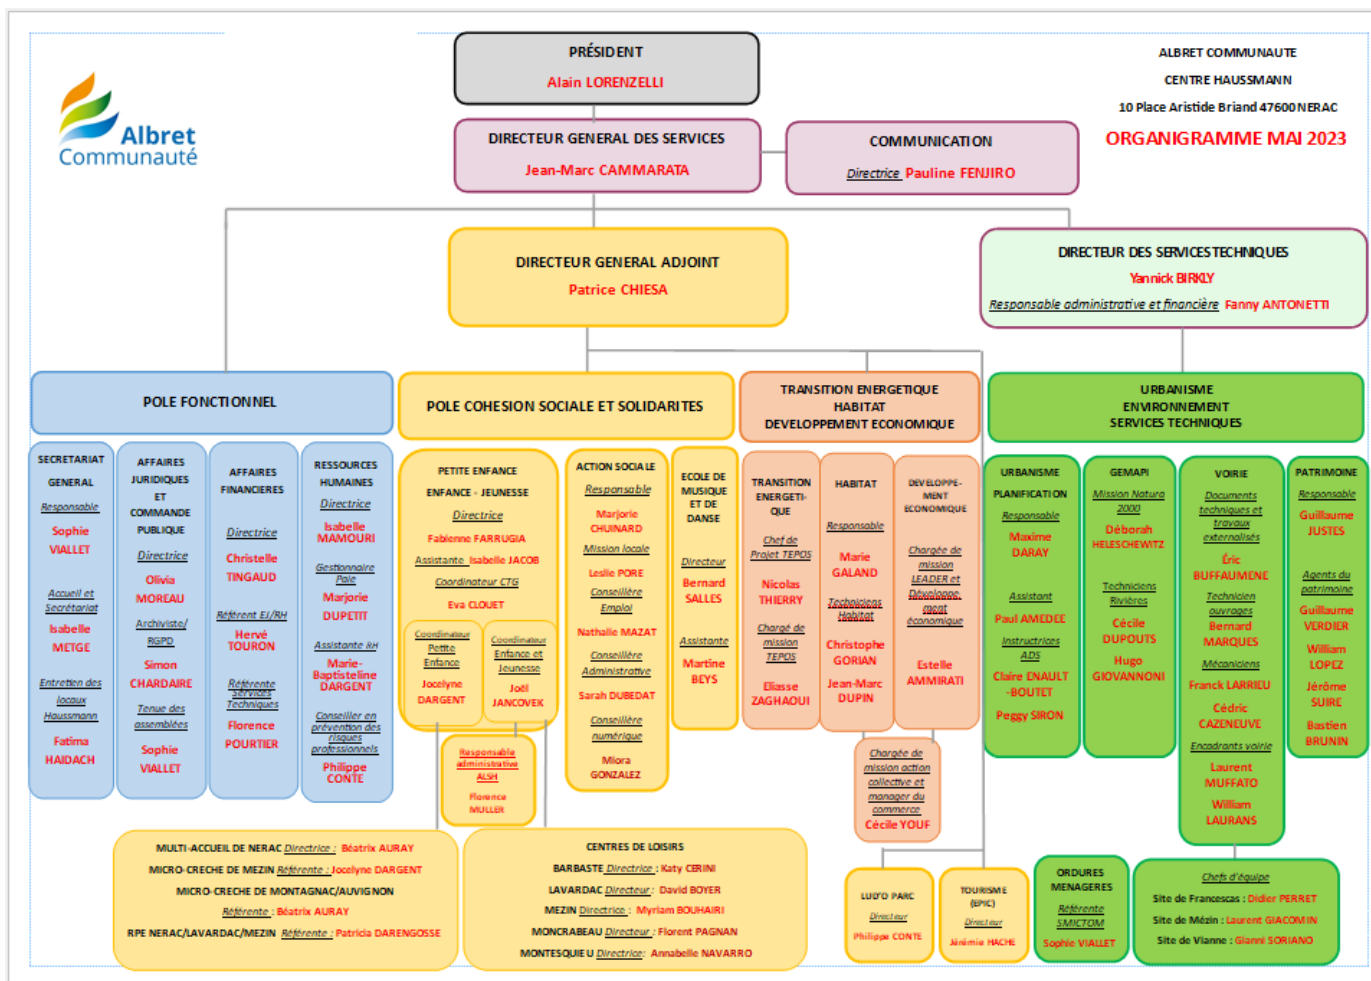 Albret
Communauté
PRÉSIDENT
Alain LORENZELLI
ALBRET COMMUNAUTE
CENTRE HAUSSMANN
10 Place Aristide Briand 47600 NERAC
ORGANIGRAMME MAI 2023
DIRECTEUR GENERAL DES SERVICES
Jean-Marc CAMMARATA
COMMUNICATION
Directrice Pauline FENJIRO
DIRECTEUR GENERAL ADJOINT
Patrice CHIESA
DIRECTEUR DES SERVICES TECHNIQUES
Yannick BIRKLY
Responsable administrative et financière Fanny ANTONETTI
POLE FONCTIONNEL
POLE COHESION SOCIALE ET SOLIDARITES
TRANSITION ENERGETIQUE
HABITAT
DEVELOPPEMENT ECONOMIQUE
URBANISME
ENVIRONNEMENT
SERVICES TECHNIQUES
SECRETARIAT
GENERAL
Responsable
Sophie
VIALLET
Accueil et
Secrétariat
Isabelle
METGE
Entretien des
locaux
Haussmann
Fatima
HAIDACH
AFFAIRES
JURIDIQUES
ET
COMMANDE
PUBLIQUE
Directrice
Olivia
MOREAU
Archiviste/
RGPD
Simon
CHARDAIRE
Tenue des
assemblées
Sophie
VIALLET
AFFAIRES
FINANCIERES
Directrice
Christelle
TINGAUD
Référent EJ/RH
Hervé
TOURON
Référente
Services
Techniques
Florence
POURTIER
RESSOURCES
HUMAINES
Directrice
Isabelle
MAMOURI
Gestionnaire
Paie
Marjorie
DUPETIT
Assistante RH
Marie-
Baptisteline
DARGENT
Conseiller en
prévention des
risques
professionnels
Philippe
CONTE
PETITE ENFANCE
ENFANCE - JEUNESSE
Directrice
Fabienne FARRUGIA
Assistante Isabelle JACOB
Coordinateur CTG
Eva CLOUET
Coordinateur
Petite
Enfance
Jocelyne
DARGENT
Coordinateur
Enfance et
Jeunesse
Joël
JANCOVEK
Responsable
administrative
ALSH
Florence
MULLER
ACTION SOCIALE
Responsable
Marjorie
CHUINARD
Mission locale
Leslie PORE
Conseillère
Emploi
Nathalie MAZAT
Conseillère
Administrative
Sarah DUBEDAT
Conseillère
numérique
Miora
GONZALEZ
ECOLE DE
MUSIQUE
ET DE
DANSE
Directeur
Bernard
SALLES
Assistante
Martine
BEYS
TRANSITION
ENERGETI-
QUE
Chef de
Projet TEPOS
Nicolas
THIERRY
Chargé de
mission
TEPOS
Eliasse
ZAGHAOUI
HABITAT
Responsable
Marie
GALAND
Techniciens
Habitat
Christophe
GORIAN
Jean-Marc
DUPIN
DEVELOPPE-
MENT
ECONOMIQUE
Chargée de
mission
LEADER et
Développe-
ment
économique
Estelle
AMMIRATI
Chargée de
mission action
collective et
manager du
commerce
Cécile YOUF
URBANISME
PLANIFICATION
Responsable
Maxime
DARAY
Assistant
Paul AMEDEE
Instructrices
ADS
Claire ENAULT
-BOUTET
Peggy SIRON
GEMAPI
Mission Natura
2000
Déborah
HELESCHEWITZ
Techniciens
Rivières
Cécile
DUPOUTS
Hugo
GIOVANNONI
VOIRIE
Documents
techniques et
travaux
externalisés
Éric
BUFFAUMENE
Technicien
ouvrages
Bernard
MARQUES
Mécaniciens
Franck LARRIEU
Cédric
CAZENEUVE
Encadrants voirie
Laurent
MUFFATO
William
LAURANS
PATRIMOINE
Responsable
Guillaume
JUSTES
Agents du
patrimoine
Guillaume
VERDIER
William
LOPEZ
Jérôme
SUIRE
Bastien
BRUNIN
MULTI-ACCUEIL DE NERAC Directrice : Béatrix AURAY
MICRO-CRECHE DE MEZIN Référente : Jocelyne DARGENT
MICRO-CRECHE DE MONTAGNAC/AUVIGNON
Référente : Béatrix AURAY
RPE NERAC/LAVARDAC/MEZIN Référente : Patricia DARENGOSSE
CENTRES DE LOISIRS
BARBASTE Directrice : Katy CERINI
LAVARDAC Directeur : David BOYER
MEZIN Directrice : Myriam BOUHAIRI
MONCRABEAU Directeur : Florent PAGNAN
MONTESQUIEU Directrice: Annabelle NAVARRO
LUD'O PARC
Directeur
Philippe CONTE
TOURISME
(EPIC)
Directeur
Jérémie HACHE
ORDURES
MENAGERES
Référente
SMICTOM
Sophie VIALLET
Chefs d'équipe
Site de Francescas : Didier PERRET
Site de Mézin : Laurent GIACOMIN
Site de Vianne : Gianni SORIANO